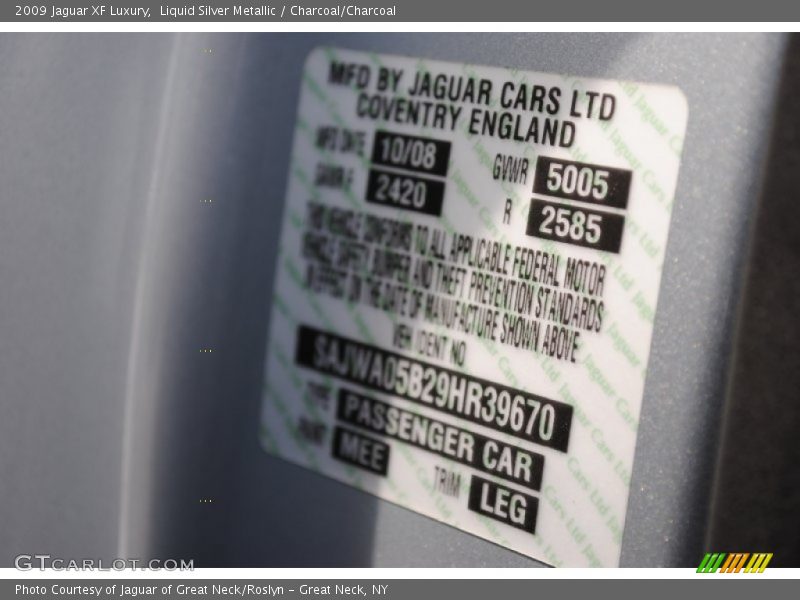 2009 Jaguar XF Luxury,  Liquid Silver Metallic / Charcoal/Charcoal
MFD BY JAGUAR CARS LTD
COVENTRY ENGLAND
MFD DATE 10/08 GVWR 5005
GAWR F 2420 R 2585
THIS VEHICLE CONFORMS TO ALL APPLICABLE FEDERAL MOTOR
VEHICLE SAFETY BUMPER AND THEFT PREVENTION STANDARDS
IN EFFECT ON THE DATE OF MANUFACTURE SHOWN ABOVE
VEH IDENT NO
SAJWA05B29HR39670
TYPE PASSENGER CAR
PAINT MEE TRIM LEG
GTCARLOT.COM
Photo Courtesy of Jaguar of Great Neck/Roslyn - Great Neck, NY